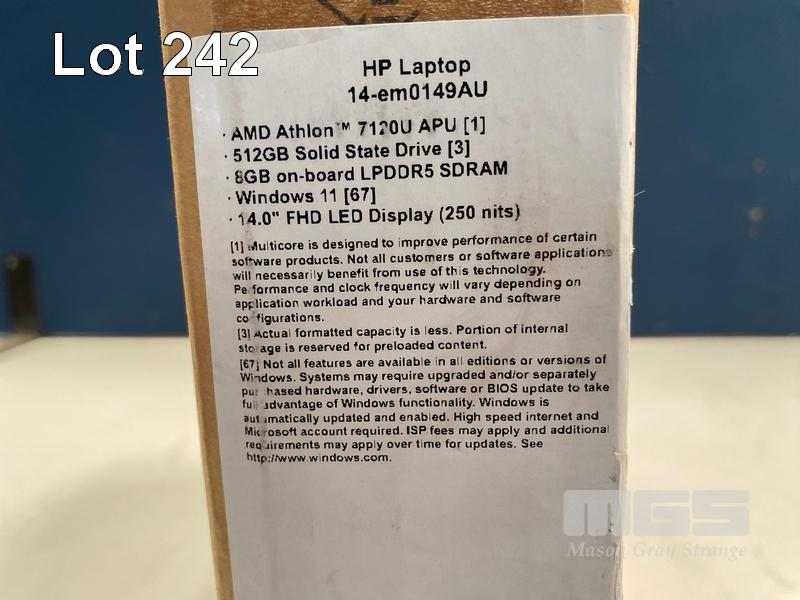 Lot 242
HP Laptop
14-em0149AU
· AMD Athlon™ 7120U APU [1]
· 512GB Solid State Drive [3]
· 8GB on-board LPDDR5 SDRAM
· Windows 11 [67]
· 14.0" FHD LED Display (250 nits)
[1] Multicore is designed to improve performance of certain
software products. Not all customers or software applications
will necessarily benefit from use of this technology.
Performance and clock frequency will vary depending on
application workload and your hardware and software
configurations.
[3] Actual formatted capacity is less. Portion of internal
storage is reserved for preloaded content.
[67] Not all features are available in all editions or versions of
Windows. Systems may require upgraded and/or separately
purchased hardware, drivers, software or BIOS update to take
full advantage of Windows functionality. Windows is
automatically updated and enabled. High speed internet and
Microsoft account required. ISP fees may apply and additional
requirements may apply over time for updates. See
http://www.windows.com.
MGS
Mason Gray Strange